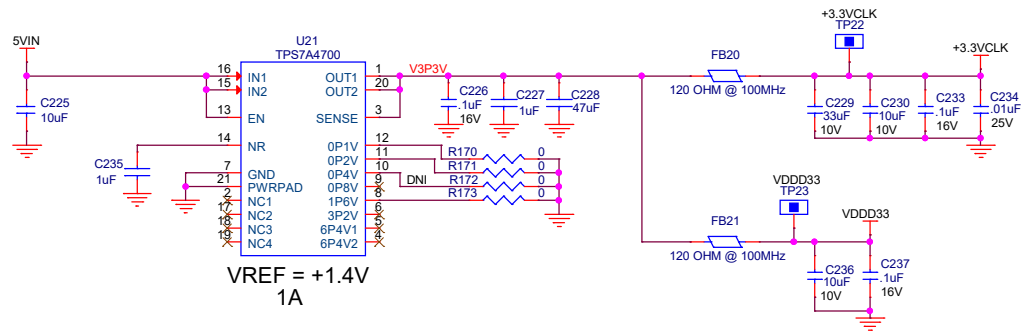 5VIN
C225
10uF
C235
1uF
U21
TPS7A4700
16
15
13
14
7
21
2
17
18
19
IN1
IN2
EN
NR
GND
PWRPAD
NC1
NC2
NC3
NC4
OUT1
OUT2
SENSE
0P1V
0P2V
0P4V
0P8V
1P6V
3P2V
6P4V1
6P4V2
1
20
3
12
11
10
9
8
6
5
4
VREF = +1.4V
1A
V3P3V
C226
.1uF
16V
C227
1uF
C228
47uF
R170
0
R171
0
R172
0
R173
0
DNI
FB20
120 OHM @ 100MHz
+3.3VCLK
TP22
+3.3VCLK
C229
33uF
10V
C230
10uF
10V
C233
.1uF
16V
C234
.01uF
25V
FB21
120 OHM @ 100MHz
VDDD33
TP23
VDDD33
C236
10uF
10V
C237
.1uF
16V